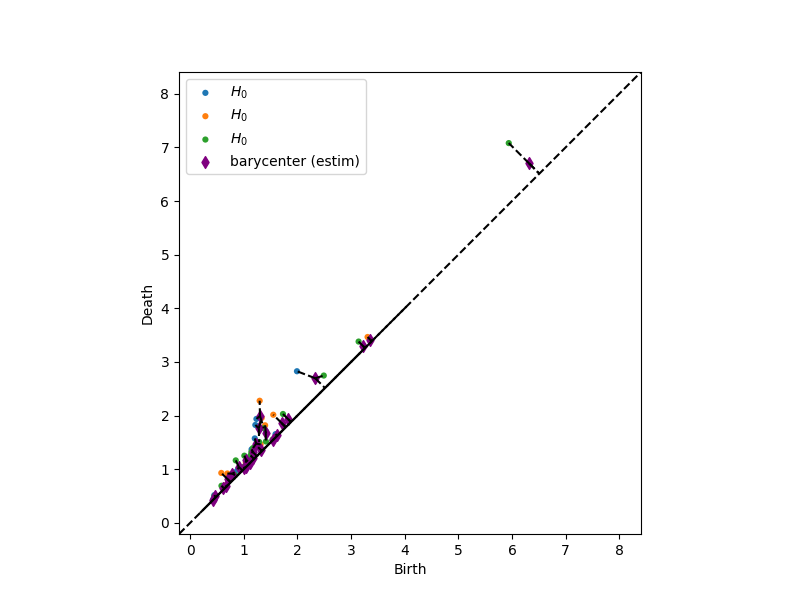 H₀
H₀
H₀
barycenter (estim)
Death
8
7
6
5
4
3
2
1
0
0 1 2 3 4 5 6 7 8
Birth